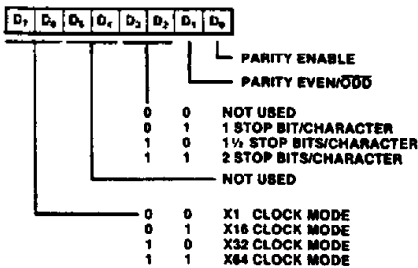 D₇ D₆ D₅ D₄ D₃ D₂ D₁ D₀
PARITY ENABLE
PARITY EVEN/O̅D̅D̅
0 0 NOT USED
0 1 1 STOP BIT/CHARACTER
1 0 1½ STOP BITS/CHARACTER
1 1 2 STOP BITS/CHARACTER
NOT USED
0 0 X1 CLOCK MODE
0 1 X16 CLOCK MODE
1 0 X32 CLOCK MODE
1 1 X64 CLOCK MODE